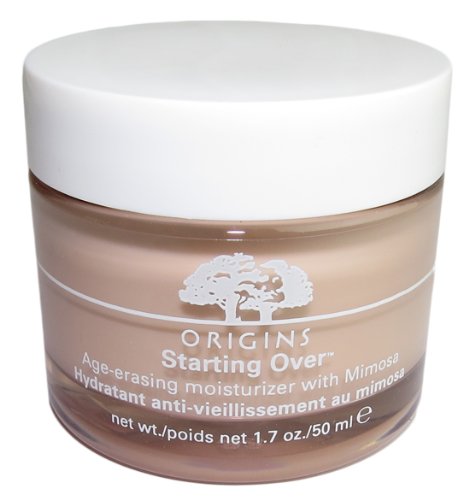 ORIGINS
Starting Over™
Age-erasing moisturizer with Mimosa
Hydratant anti-vieillissement au mimosa
net wt./poids net 1.7 oz./50 ml ℮